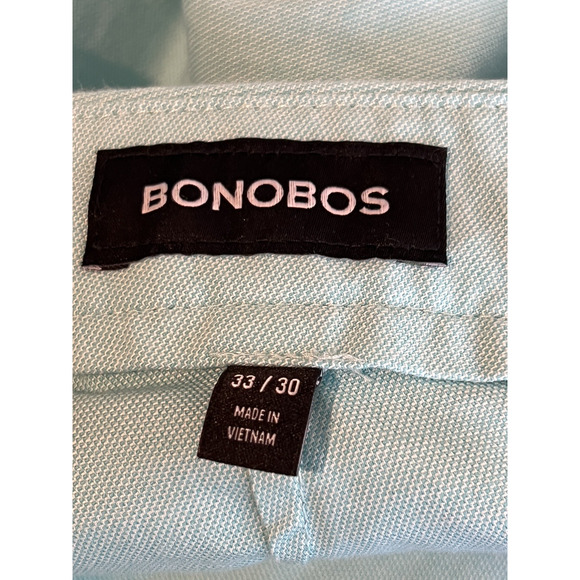 BONOBOS
33 / 30
MADE IN
VIETNAM